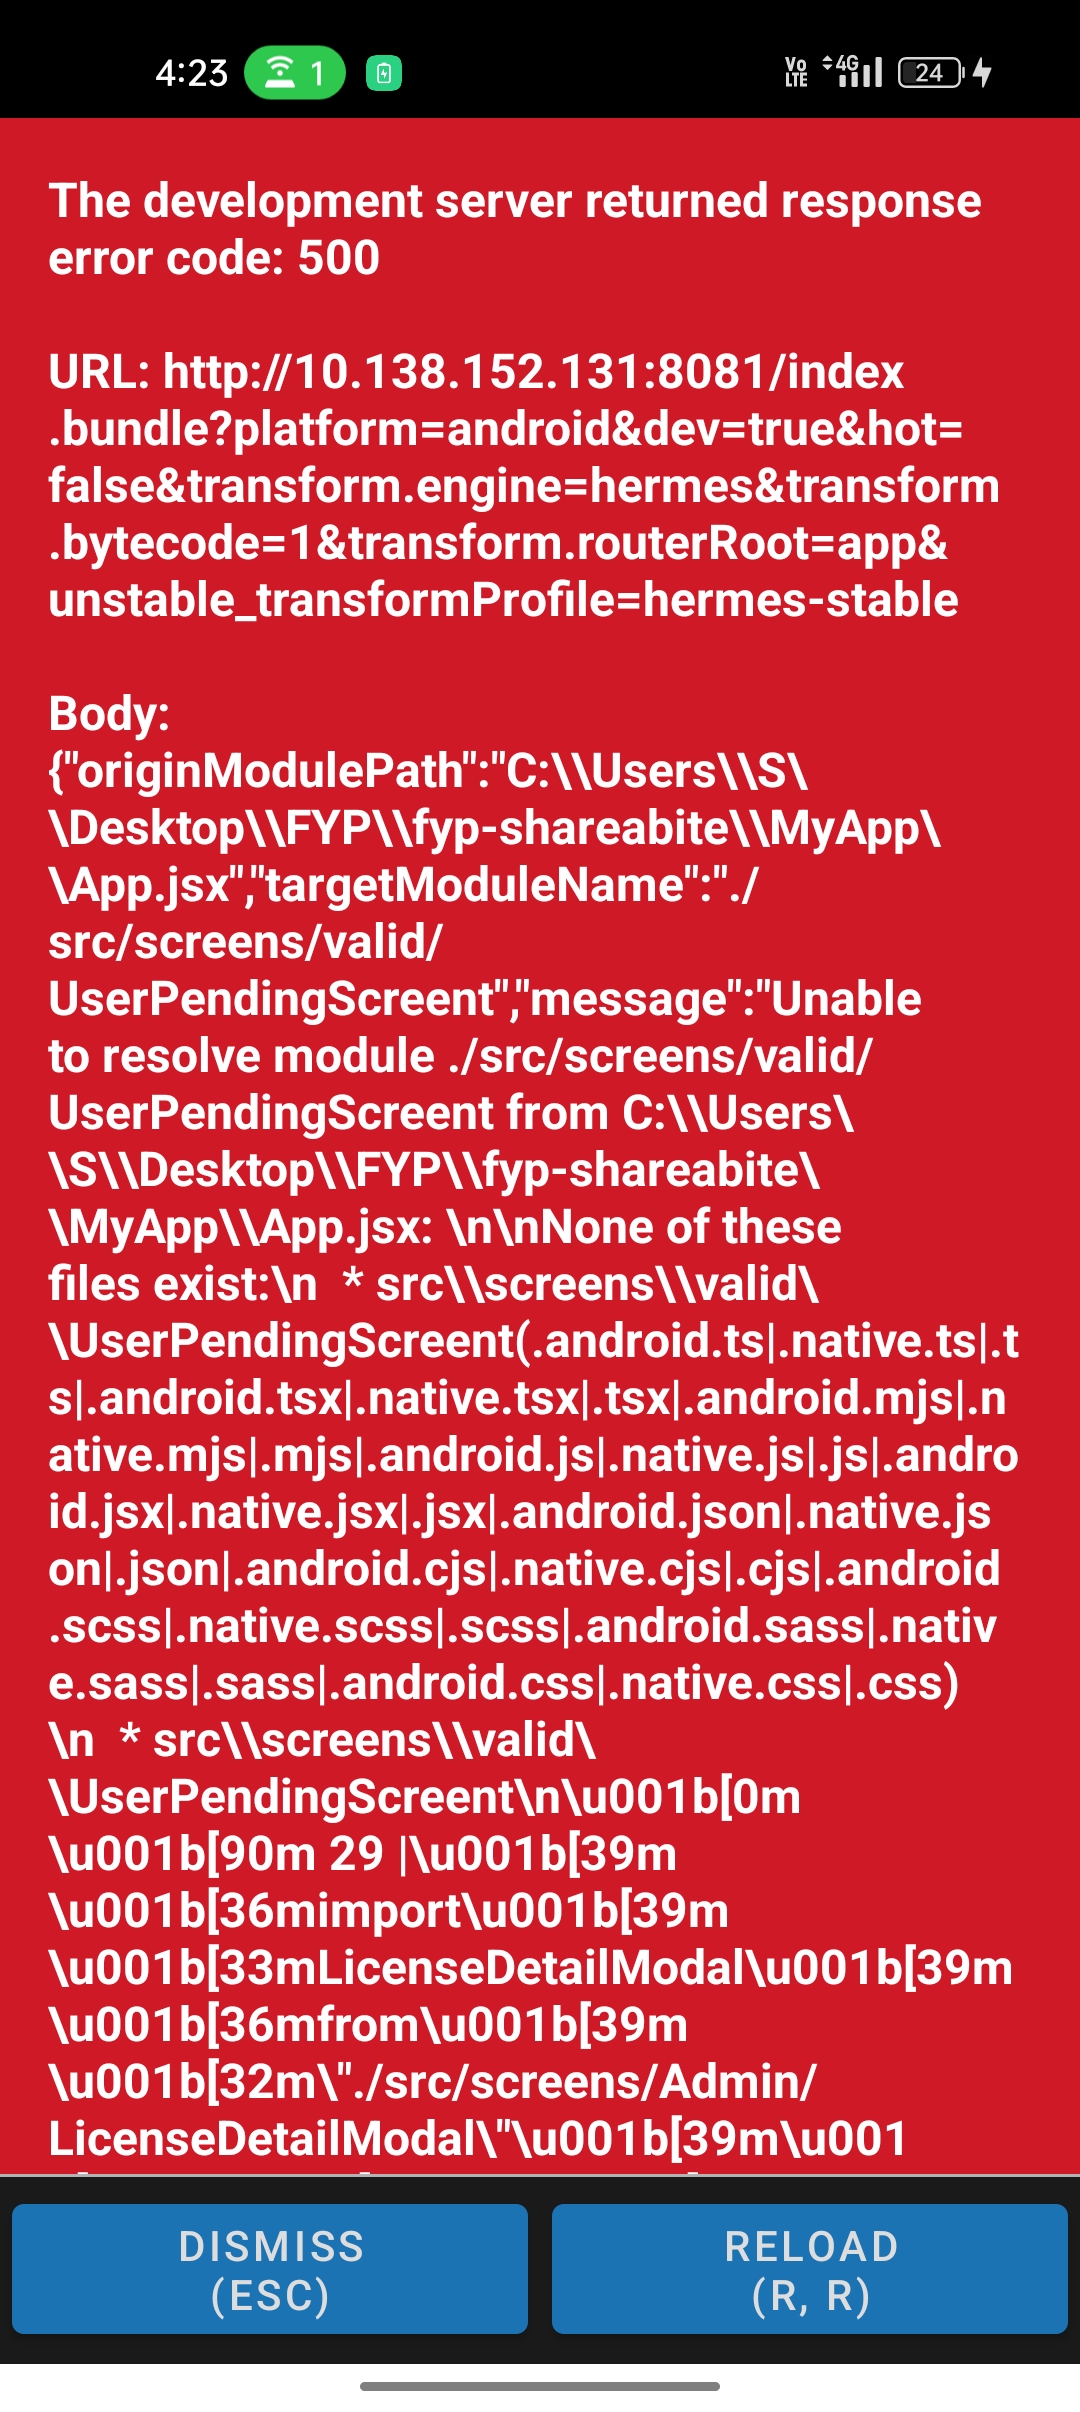 4:23
1
Vo
LTE
4G
24
The development server returned response
error code: 500
URL: http://10.138.152.131:8081/index
.bundle?platform=android&dev=true&hot=
false&transform.engine=hermes&transform
.bytecode=1&transform.routerRoot=app&
unstable_transformProfile=hermes-stable
Body:
{"originModulePath":"C:\\Users\\S\
\Desktop\\FYP\\fyp-shareabite\\MyApp\
\App.jsx","targetModuleName":"./
src/screens/valid/
UserPendingScreent","message":"Unable
to resolve module ./src/screens/valid/
UserPendingScreent from C:\\Users\
\S\\Desktop\\FYP\\fyp-shareabite\
\MyApp\\App.jsx: \n\nNone of these
files exist:\n  * src\\screens\\valid\
\UserPendingScreent(.android.ts|.native.ts|.t
s|.android.tsx|.native.tsx|.tsx|.android.mjs|.n
ative.mjs|.mjs|.android.js|.native.js|.js|.andro
id.jsx|.native.jsx|.jsx|.android.json|.native.js
on|.json|.android.cjs|.native.cjs|.cjs|.android
.scss|.native.scss|.scss|.android.sass|.nativ
e.sass|.sass|.android.css|.native.css|.css)
\n  * src\\screens\\valid\
\UserPendingScreent\n\u001b[0m
\u001b[90m 29 |\u001b[39m
\u001b[36mimport\u001b[39m
\u001b[33mLicenseDetailModal\u001b[39m
\u001b[36mfrom\u001b[39m
\u001b[32m\"./src/screens/Admin/
LicenseDetailModal\"\u001b[39m\u001
DISMISS
(ESC)
RELOAD
(R, R)